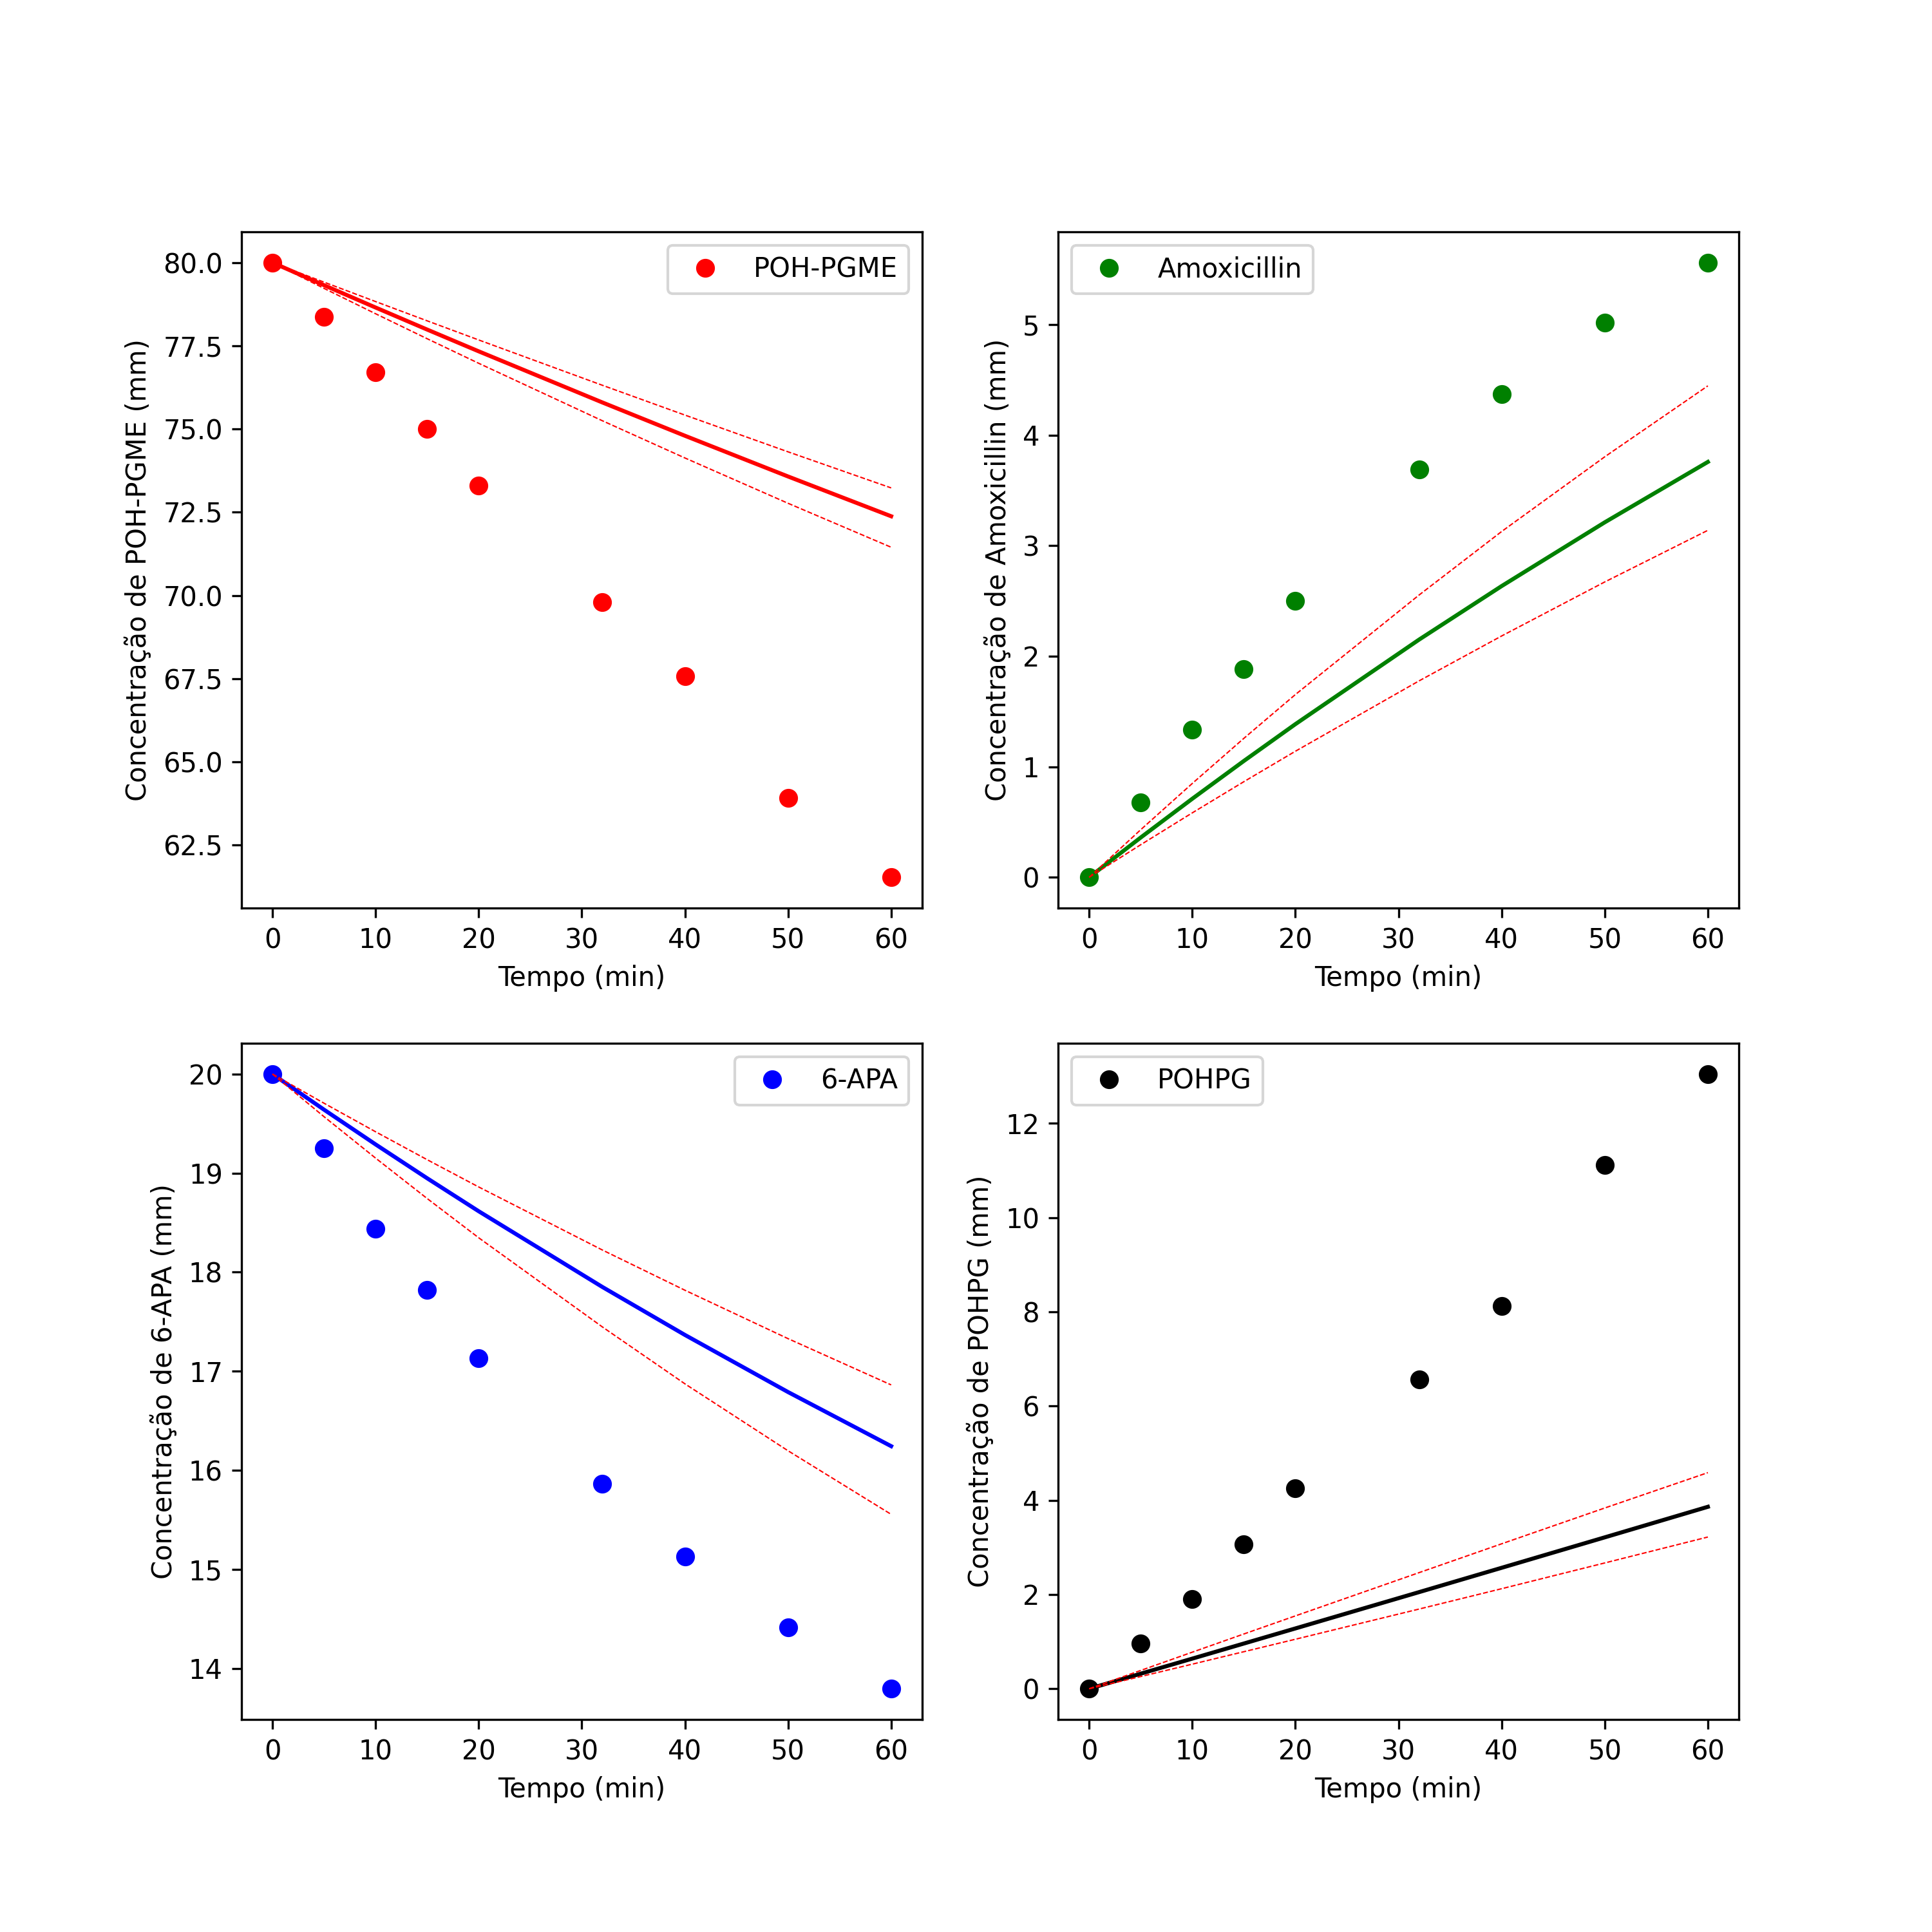 POH-PGME
80.0
77.5
75.0
72.5
70.0
67.5
65.0
62.5
Concentração de POH-PGME (mm)
0 10 20 30 40 50 60
Tempo (min)
Amoxicillin
5
4
3
2
1
0
Concentração de Amoxicillin (mm)
0 10 20 30 40 50 60
Tempo (min)
6-APA
20
19
18
17
16
15
14
Concentração de 6-APA (mm)
0 10 20 30 40 50 60
Tempo (min)
POHPG
12
10
8
6
4
2
0
Concentração de POHPG (mm)
0 10 20 30 40 50 60
Tempo (min)